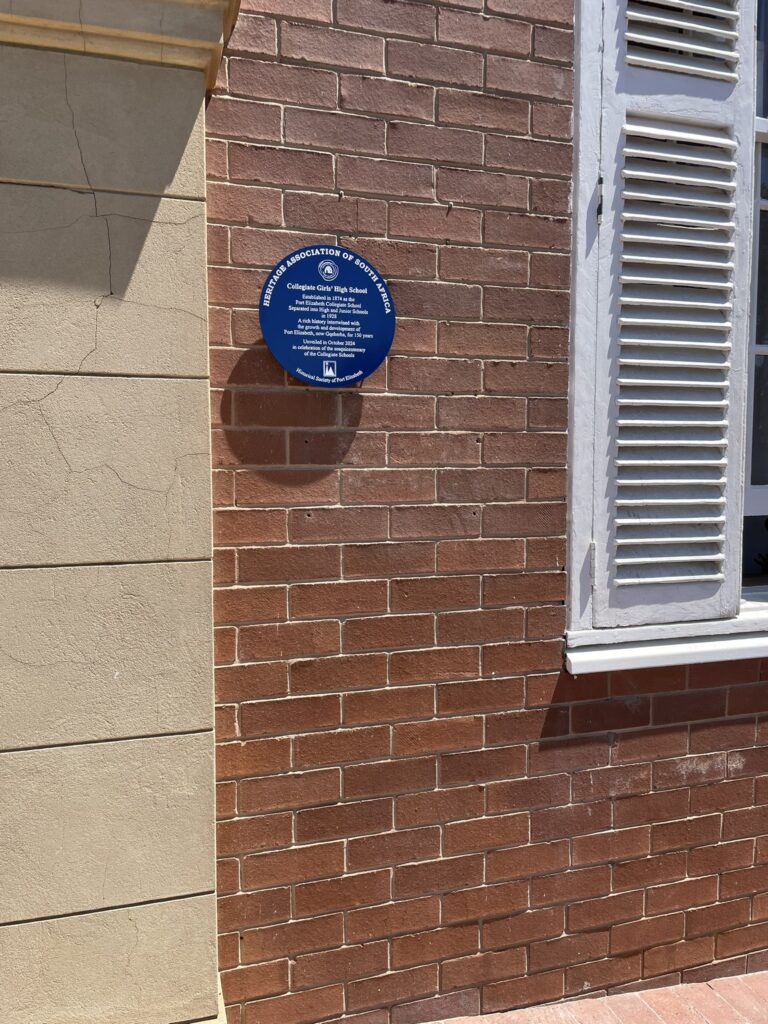 HERITAGE ASSOCIATION OF SOUTH AFRICA
Collegiate Girls' High School
Established in 1874 as the
Port Elizabeth Collegiate School
Separated into High and Junior Schools
in 1928
A rich history intertwined with
the growth and development of
Port Elizabeth, now Gqeberha, for 150 years
Unveiled in October 2024
in celebration of the sesquicentenary
of the Collegiate Schools
Historical Society of Port Elizabeth